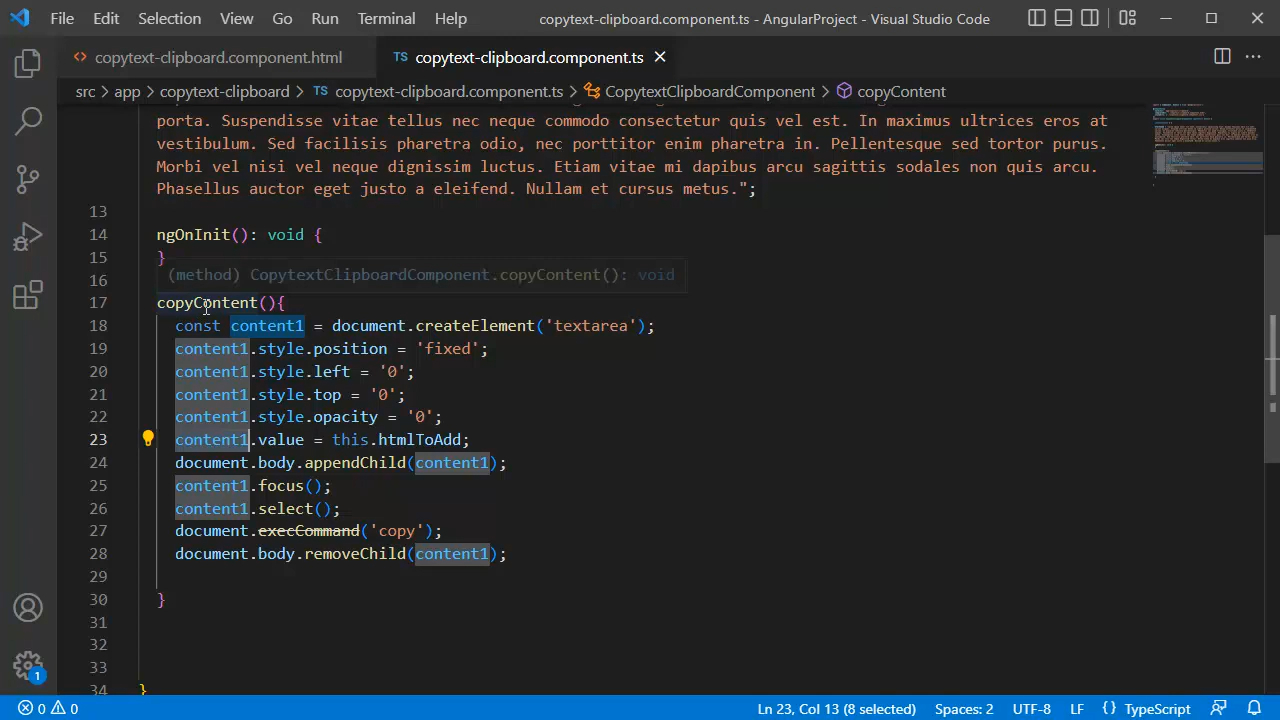 File Edit Selection View Go Run Terminal Help copytext-clipboard.component.ts - AngularProject - Visual Studio Code
<> copytext-clipboard.component.html TS copytext-clipboard.component.ts
src > app > copytext-clipboard > TS copytext-clipboard.component.ts > CopytextClipboardComponent > copyContent
porta. Suspendisse vitae tellus nec neque commodo consectetur quis vel est. In maximus ultrices eros at
vestibulum. Sed facilisis pharetra odio, nec porttitor enim pharetra in. Pellentesque sed tortor purus.
Morbi vel nisi vel neque dignissim luctus. Etiam vitae mi dapibus arcu sagittis sodales non quis arcu.
Phasellus auctor eget justo a eleifend. Nullam et cursus metus.";
13
14 ngOnInit(): void {
15 }
(method) CopytextClipboardComponent.copyContent(): void
16
17 copyContent(){
18 const content1 = document.createElement('textarea');
19 content1.style.position = 'fixed';
20 content1.style.left = '0';
21 content1.style.top = '0';
22 content1.style.opacity = '0';
23 content1.value = this.htmlToAdd;
24 document.body.appendChild(content1);
25 content1.focus();
26 content1.select();
27 document.execCommand('copy');
28 document.body.removeChild(content1);
29
30 }
31
32
33
34 }
1 0 0 Ln 23, Col 13 (8 selected) Spaces: 2 UTF-8 LF {} TypeScript